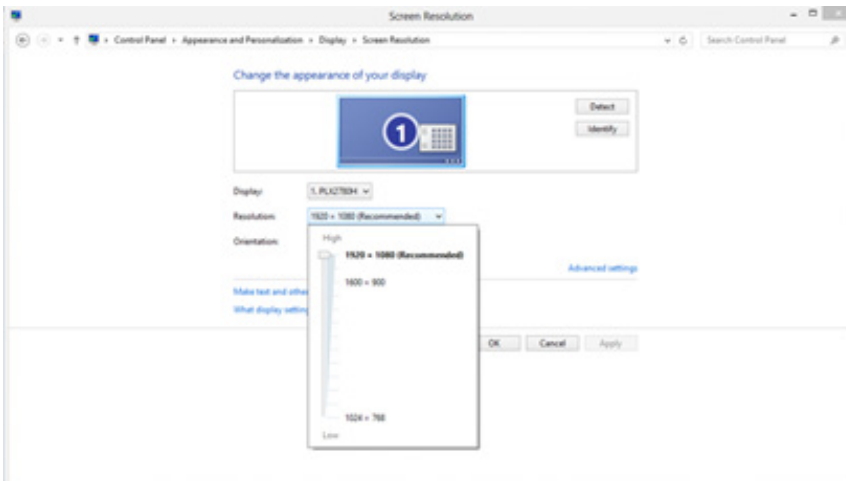 Screen Resolution
Control Panel › Appearance and Personalization › Display › Screen Resolution
Search Control Panel
Change the appearance of your display
1
Detect
Identify
Display: 1. PLX2780H
Resolution: 1920 × 1080 (Recommended)
Orientation:
High
1920 × 1080 (Recommended)
1600 × 900
1024 × 768
Low
Advanced settings
Make text and other
What display setting
OK Cancel Apply